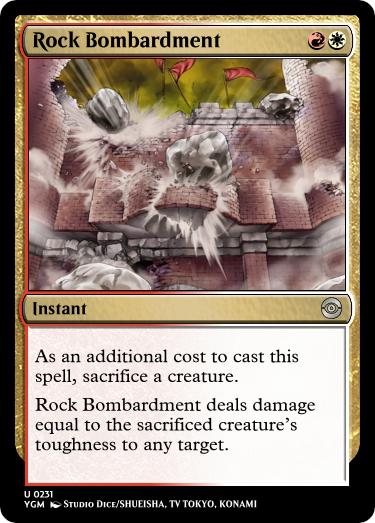 Rock Bombardment
Instant
As an additional cost to cast this
spell, sacrifice a creature.
Rock Bombardment deals damage
equal to the sacrificed creature's
toughness to any target.
U 0231
YGM Studio Dice/SHUEISHA, TV TOKYO, KONAMI